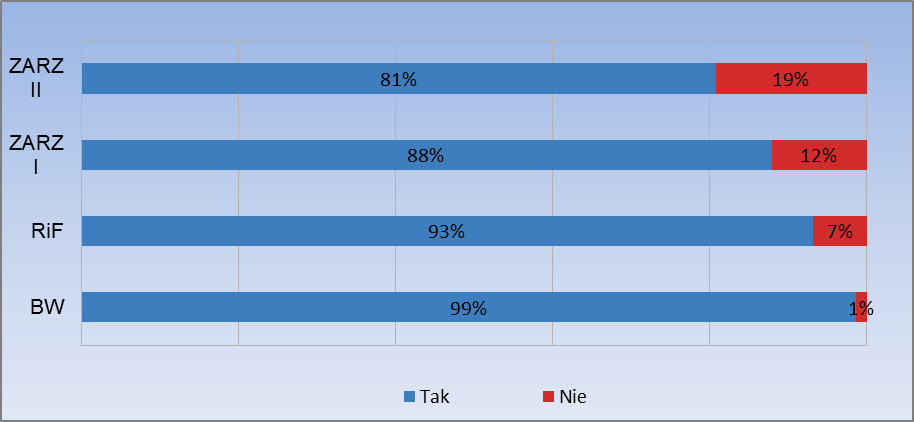 ZARZ
II
81% 19%
ZARZ
I
88% 12%
RiF 93% 7%
BW 99% 1%
Tak Nie